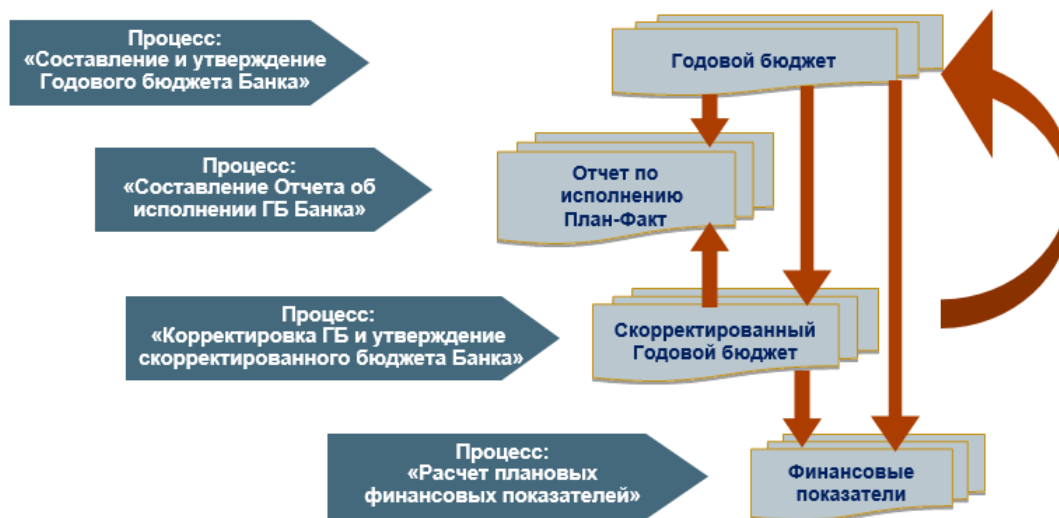 Процесс:
«Составление и утверждение
Годового бюджета Банка»
Годовой бюджет
Процесс:
«Составление Отчета об
исполнении ГБ Банка»
Отчет по
исполнению
План-Факт
Процесс:
«Корректировка ГБ и утверждение
скорректированного бюджета Банка»
Скорректированный
Годовой бюджет
Процесс:
«Расчет плановых
финансовых показателей»
Финансовые
показатели